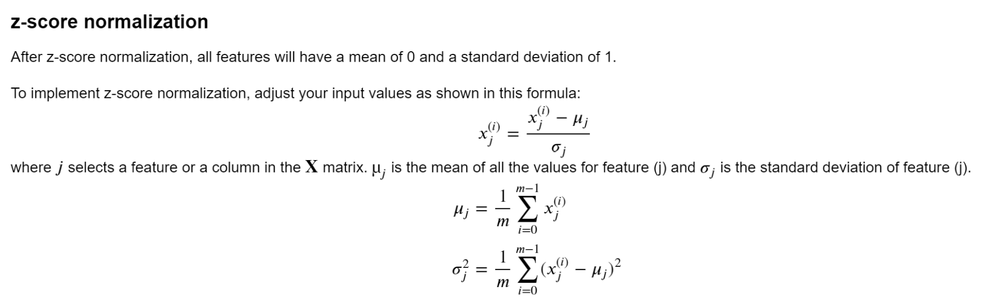 z-score normalization
After z-score normalization, all features will have a mean of 0 and a standard deviation of 1.
To implement z-score normalization, adjust your input values as shown in this formula:
$x_j^{(i)} = \frac{x_j^{(i)} - \mu_j}{\sigma_j}$
where $j$ selects a feature or a column in the $\mathbf{X}$ matrix. $µ_j$ is the mean of all the values for feature (j) and $\sigma_j$ is the standard deviation of feature (j).
$\mu_j = \frac{1}{m} \sum_{i=0}^{m-1} x_j^{(i)}$
$\sigma_j^2 = \frac{1}{m} \sum_{i=0}^{m-1} (x_j^{(i)} - \mu_j)^2$